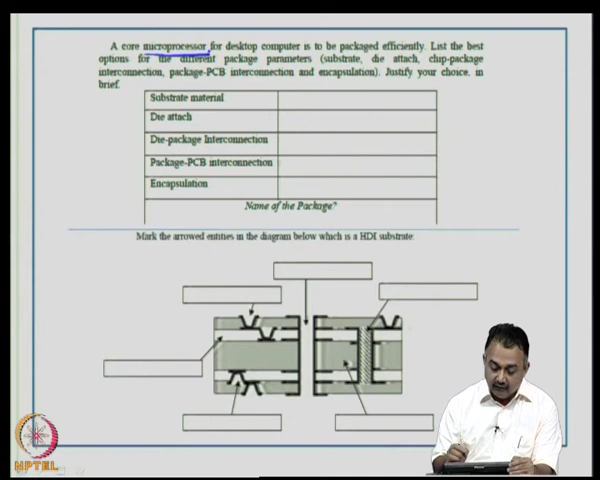 A core microprocessor for desktop computer is to be packaged efficiently. List the best
options for the different package parameters (substrate, die attach, chip-package
interconnection, package-PCB interconnection and encapsulation). Justify your choice, in
brief.
Substrate material
Die attach
Die-package Interconnection
Package-PCB interconnection
Encapsulation
Name of the Package?
Mark the arrowed entities in the diagram below which is a HDI substrate:
NPTEL